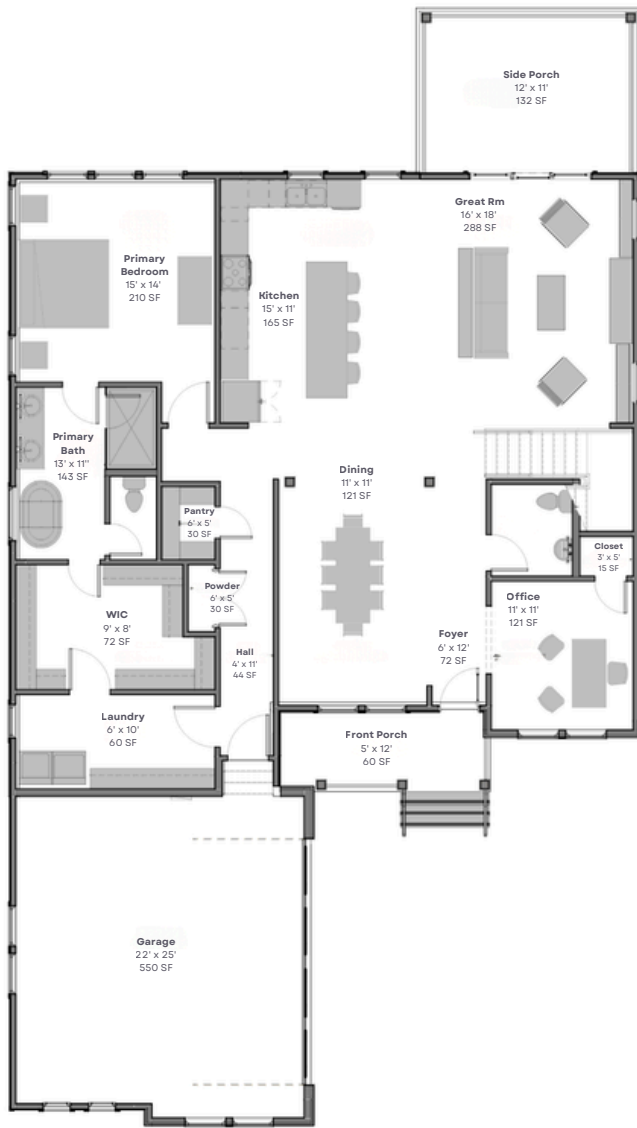 Side Porch
12' x 11'
132 SF
Great Rm
16' x 18'
288 SF
Primary
Bedroom
15' x 14'
210 SF
Kitchen
15' x 11'
165 SF
Primary
Bath
13' x 11"
143 SF
Dining
11' x 11'
121 SF
Pantry
6' x 5'
30 SF
Closet
3' x 5'
15 SF
Powder
6' x 5'
30 SF
Office
11' x 11'
121 SF
WIC
9' x 8'
72 SF
Foyer
6' x 12'
72 SF
Hall
4' x 11'
44 SF
Laundry
6' x 10'
60 SF
Front Porch
5' x 12'
60 SF
Garage
22' x 25'
550 SF